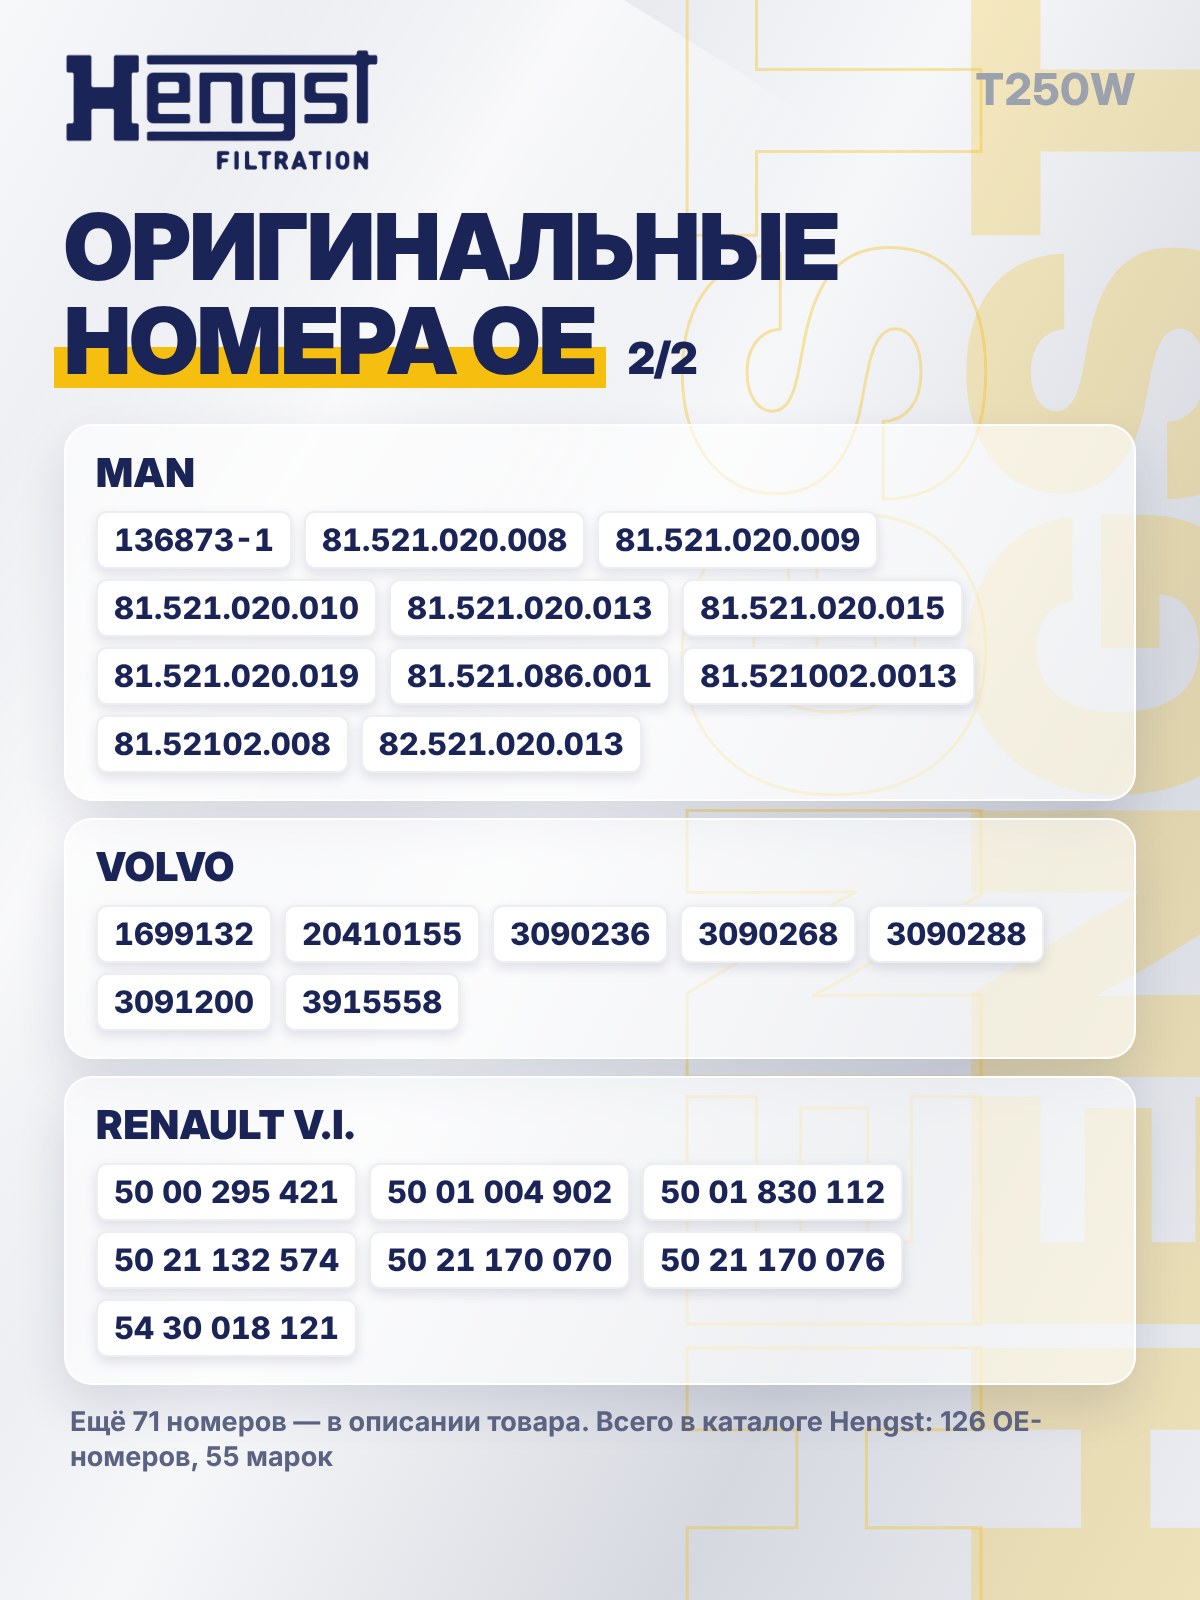 Hengst
FILTRATION
T250W
ОРИГИНАЛЬНЫЕ
НОМЕРА OE 2/2
MAN
136873-1 81.521.020.008 81.521.020.009
81.521.020.010 81.521.020.013 81.521.020.015
81.521.020.019 81.521.086.001 81.521002.0013
81.52102.008 82.521.020.013
VOLVO
1699132 20410155 3090236 3090268 3090288
3091200 3915558
RENAULT V.I.
50 00 295 421 50 01 004 902 50 01 830 112
50 21 132 574 50 21 170 070 50 21 170 076
54 30 018 121
Ещё 71 номеров — в описании товара. Всего в каталоге Hengst: 126 OE-
номеров, 55 марок
HENGST
HENGST